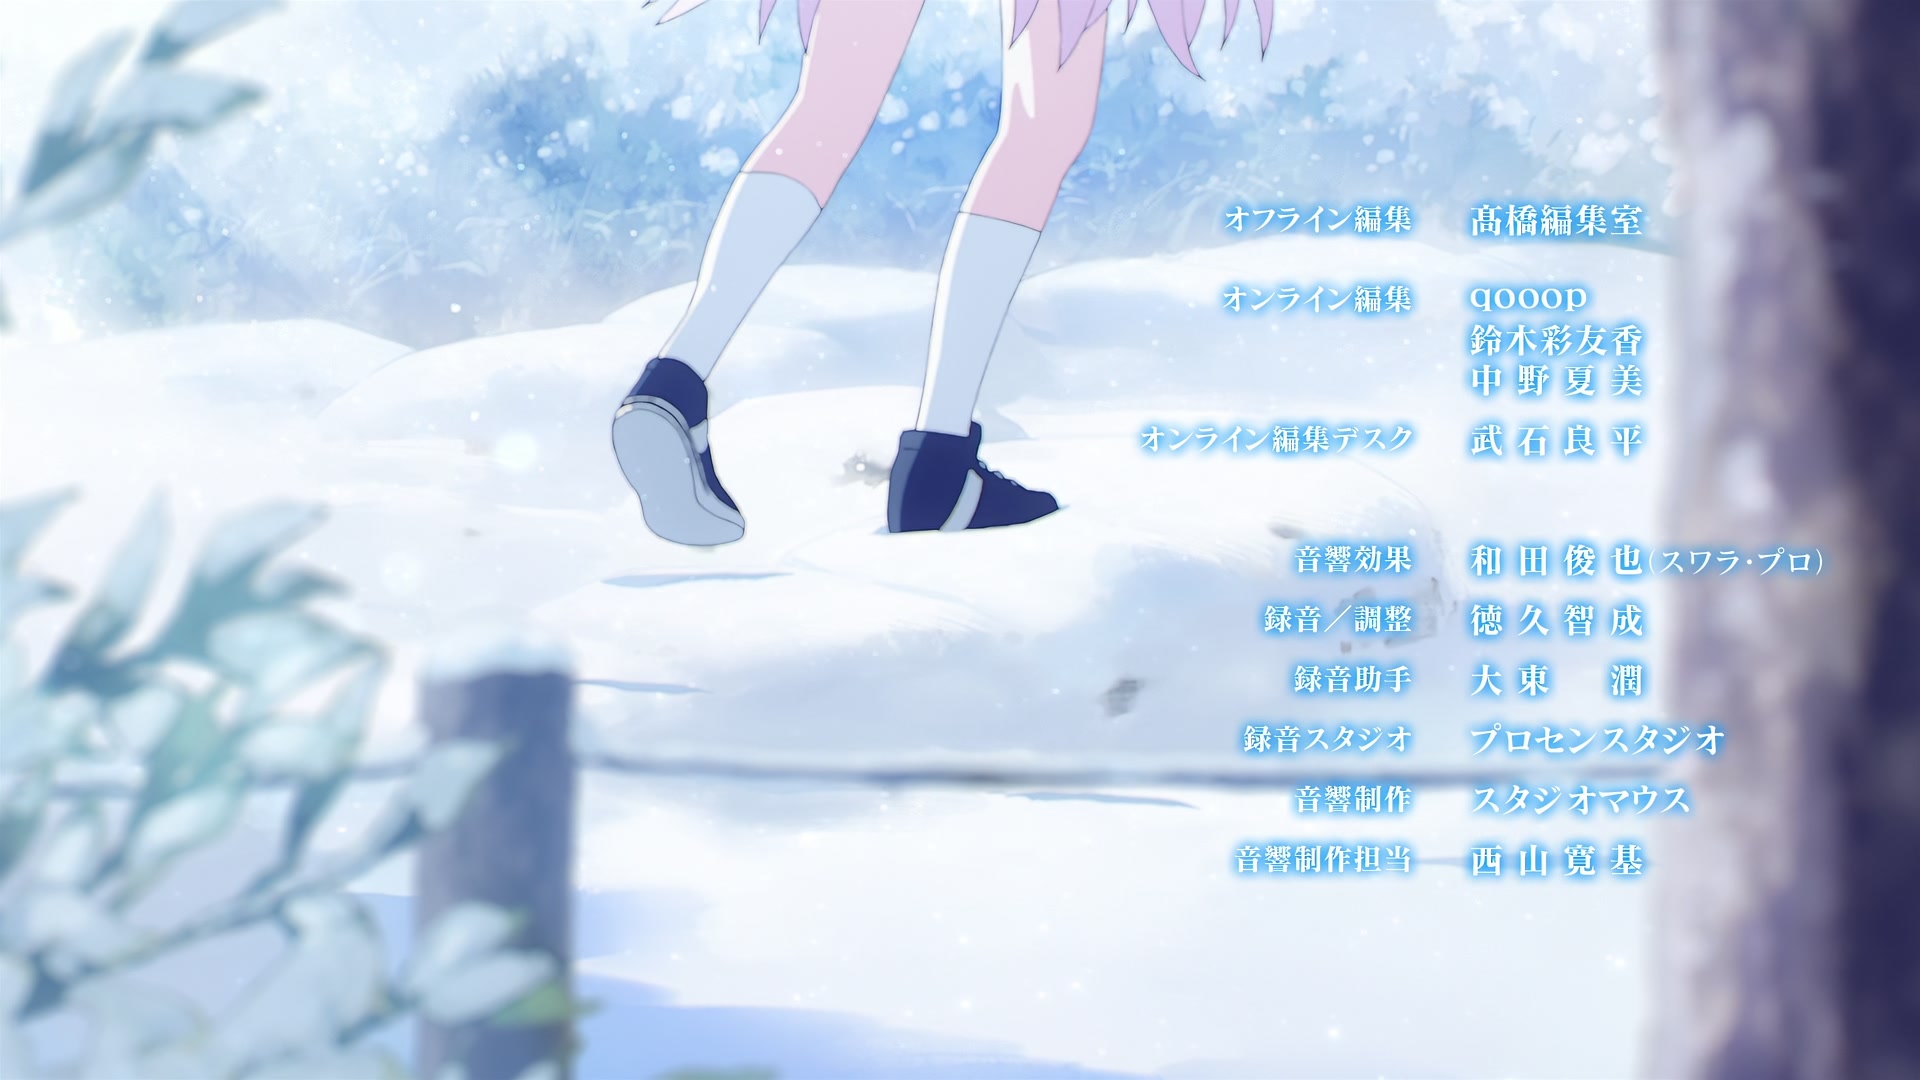 オフライン編集 髙橋編集室
オンライン編集 qooop
鈴木彩友香
中野夏美
オンライン編集デスク 武石良平
音響効果 和田俊也(スワラ・プロ)
録音／調整 徳久智成
録音助手 大東 潤
録音スタジオ プロセンスタジオ
音響制作 スタジオマウス
音響制作担当 西山寛基